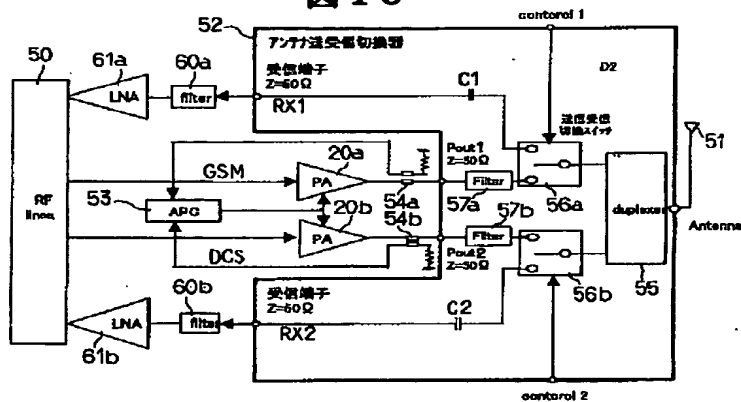 図 10
contorol 1
52
アンテナ送受信切換器
50
61a
60a
受信端子
Z=50Ω
C1
D2
LNA
filter
RX1
送信受信
切換スイッチ
51
20a
Pout1
Z=50Ω
GSM
PA
RF
lines
53
APC
54a
Filter
57a
56a
20b
54b
57b
duplexer
PA
Filter
Antenne
DCS
Pout2
Z=50Ω
60b
受信端子
Z=50Ω
C2
56b
55
LNA
filter
RX2
61b
contorol 2